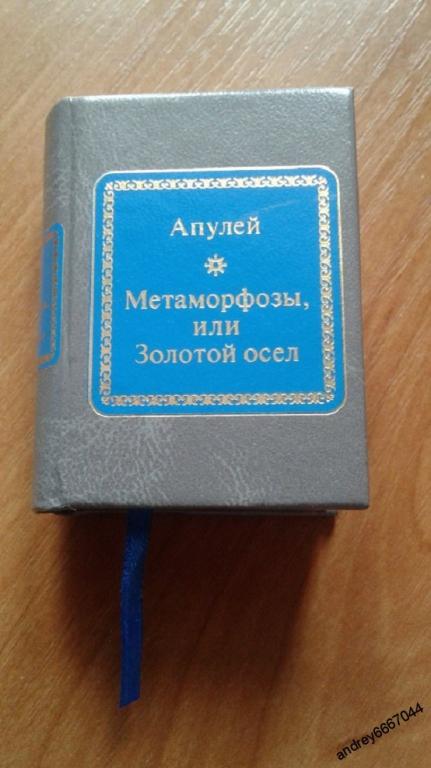 Апулей
Метаморфозы,
или
Золотой осел
andrey6667044